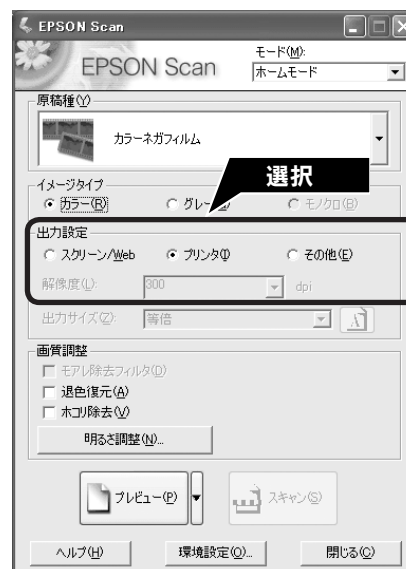 EPSON Scan
EPSON Scan
モード(M):
ホームモード
原稿種(Y)
カラーネガフィルム
選択
イメージタイプ
カラー(R)
グレー
モノクロ(B)
出力設定
スクリーン/Web
プリンタ(I)
その他(E)
解像度(L):
300
dpi
出力サイズ(Z):
等倍
画質調整
モアレ除去フィルタ(D)
退色復元(A)
ホコリ除去(V)
明るさ調整(N)...
プレビュー(P)
スキャン(S)
ヘルプ(H)
環境設定(O)...
閉じる(C)